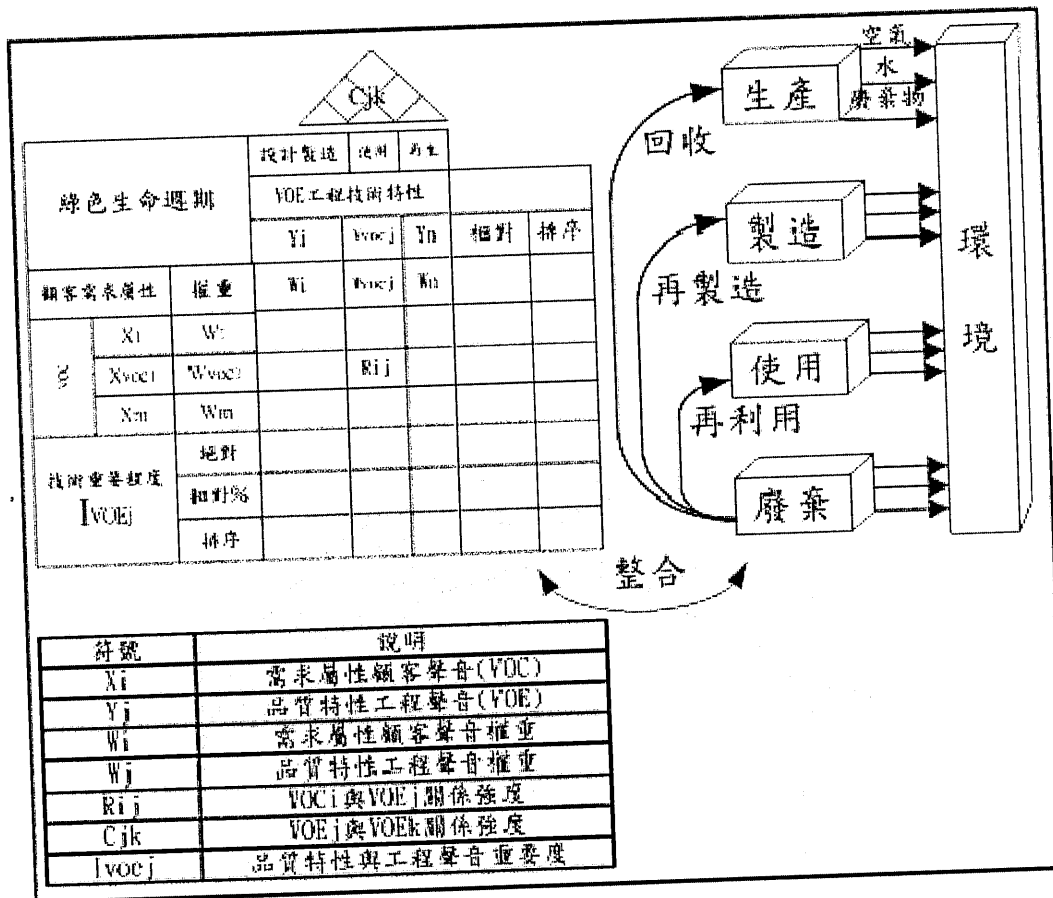 Cjk
設計製造 使用 再生
綠色生命週期
VOE工程技術特性
Yj Yvoej Yn 相對 排序
顧客需求屬性 權重 Wj Wvoej Wn
X1 W1
Xvoci Wvoci Rij
Xm Wm
技術重要程度
IVOEj
絕對
相對%
排序
生產
空氣
水
廢棄物
回收
製造
再製造
環境
使用
再利用
廢棄
整合
符號 說明
Xi 需求屬性顧客聲音(VOC)
Yj 品質特性工程聲音(VOE)
Wi 需求屬性顧客聲音權重
Wj 品質特性工程聲音權重
Rij VOCi與VOEj關係強度
Cjk VOEj與VOEk關係強度
Ivoej 品質特性與工程聲音重要度